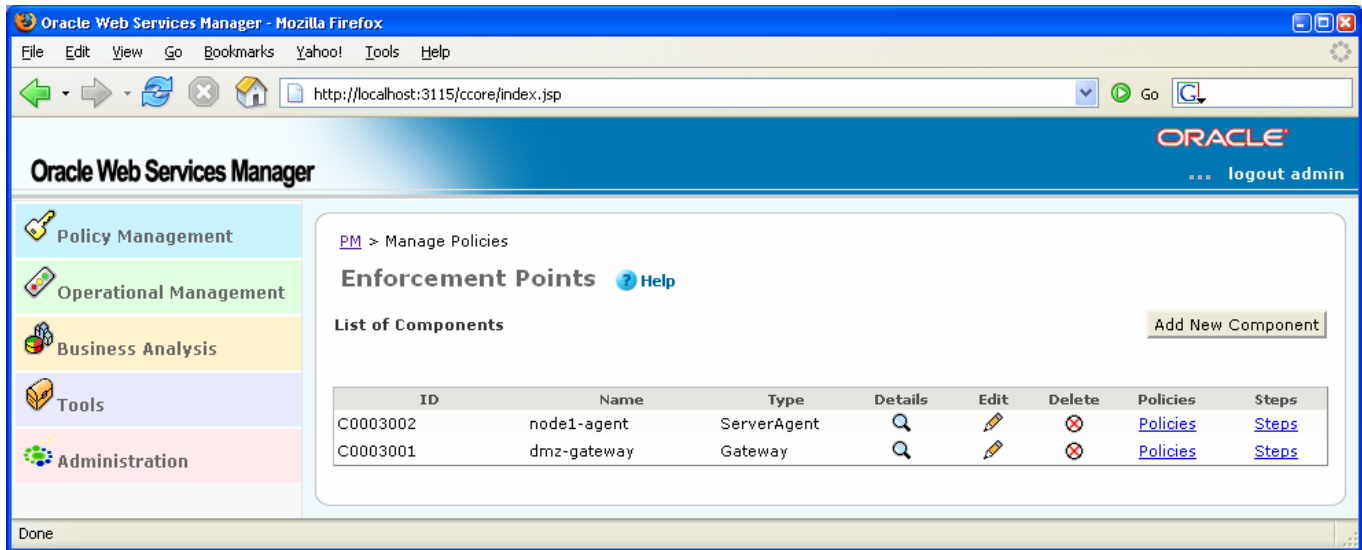 Oracle Web Services Manager - Mozilla Firefox
File Edit View Go Bookmarks Yahoo! Tools Help
http://localhost:3115/ccore/index.jsp Go G
ORACLE
Oracle Web Services Manager
... logout admin
Policy Management
Operational Management
Business Analysis
Tools
Administration
PM > Manage Policies
Enforcement Points ? Help
List of Components
Add New Component
ID Name Type Details Edit Delete Policies Steps
C0003002 node1-agent ServerAgent Policies Steps
C0003001 dmz-gateway Gateway Policies Steps
Done